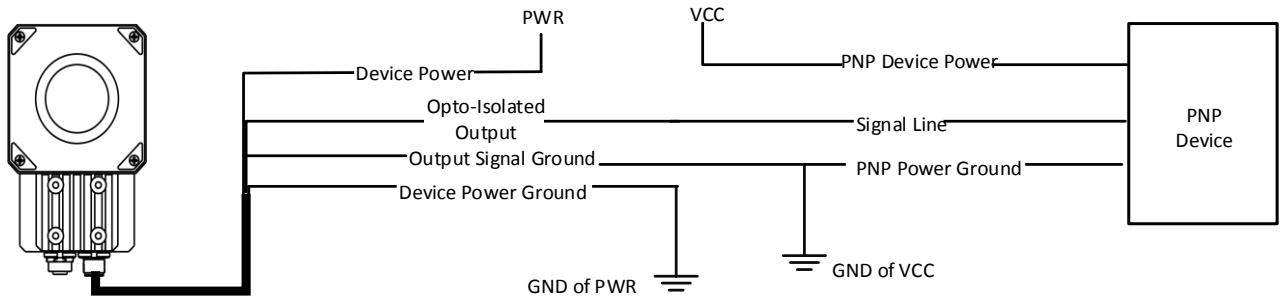 PWR
VCC
Device Power
PNP Device Power
Opto-Isolated
Output
Signal Line
PNP
Device
Output Signal Ground
PNP Power Ground
Device Power Ground
GND of PWR
GND of VCC